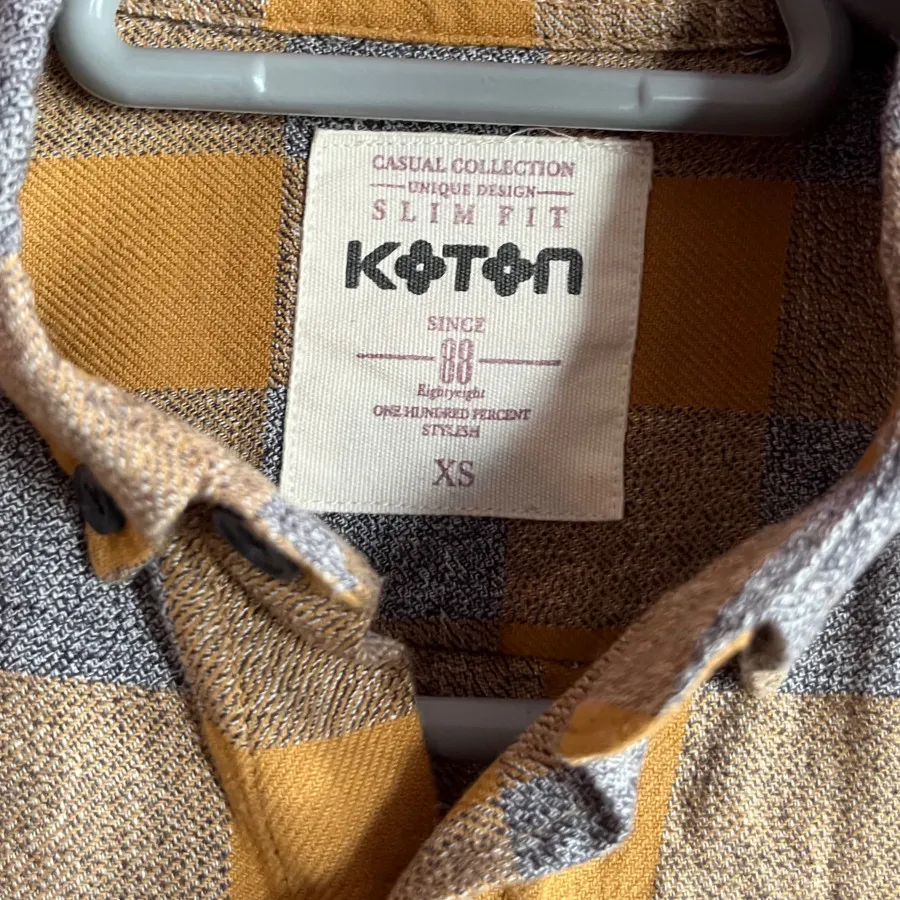 CASUAL COLLECTION
UNIQUE DESIGN
SLIM FIT
KOTON
SINCE
88
Eightyeight
ONE HUNDRED PERCENT
STYLISH
XS